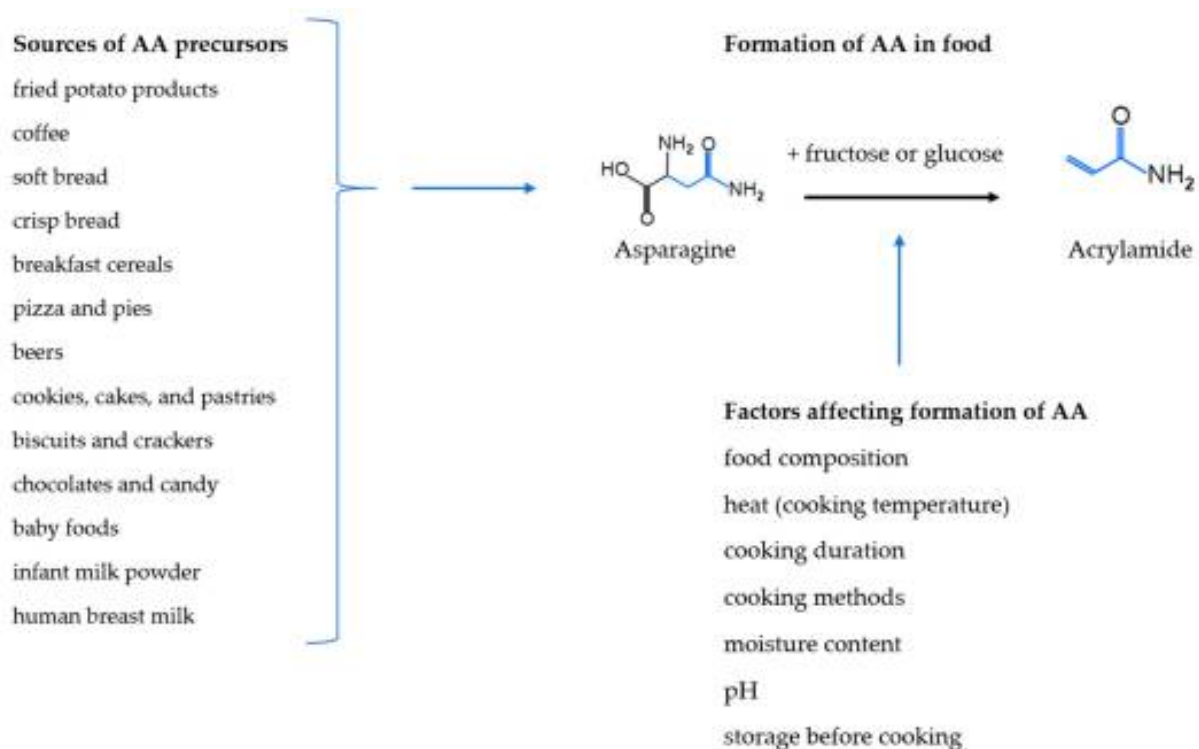 Sources of AA precursors
fried potato products
coffee
soft bread
crisp bread
breakfast cereals
pizza and pies
beers
cookies, cakes, and pastries
biscuits and crackers
chocolates and candy
baby foods
infant milk powder
human breast milk
Formation of AA in food
NH2
O
HO
NH2
O
Asparagine
+ fructose or glucose
O
NH2
Acrylamide
Factors affecting formation of AA
food composition
heat (cooking temperature)
cooking duration
cooking methods
moisture content
pH
storage before cooking